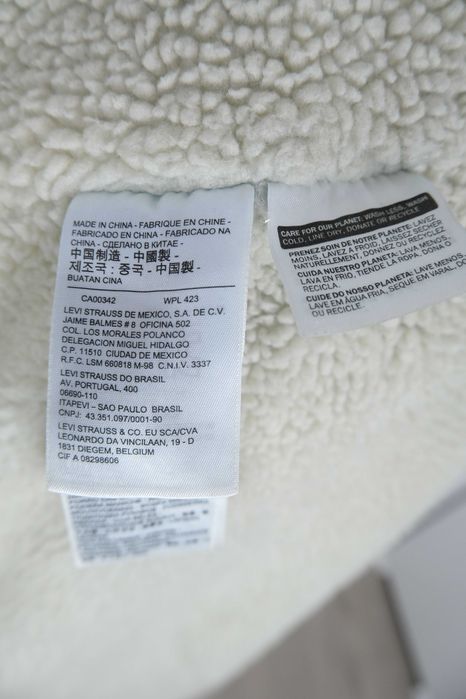 MADE IN CHINA - FABRIQUE EN CHINE -
FABRICADO EN CHINA - FABRICADO NA
CHINA - СДЕЛАНО В КИТАЕ -
中国制造 - 中國製 -
제조국 : 중국 - 中国製 -
BUATAN CINA
CA00342 WPL 423
LEVI STRAUSS DE MEXICO, S.A. DE C.V.
JAIME BALMES # 8 OFICINA 502
COL. LOS MORALES POLANCO
DELEGACION MIGUEL HIDALGO
C.P. 11510 CIUDAD DE MEXICO
R.F.C. LSM 660818 M-98 C.N.I.V. 3337
LEVI STRAUSS DO BRASIL
AV. PORTUGAL, 400
06690-110
ITAPEVI – SAO PAULO BRASIL
CNPJ: 43.351.097/0001-90
LEVI STRAUSS & CO. EU SCA/CVA
LEONARDO DA VINCILAAN, 19 - D
1831 DIEGEM, BELGIUM
CIF A 08298606
CARE FOR OUR PLANET: WASH LESS, WASH
COLD, LINE DRY, DONATE OR RECYCLE
PRENEZ SOIN DE NOTRE PLANÈTE: LAVEZ
MOINS, LAVEZ À FROID, LAISSEZ SÉCHER
NATURELLEMENT, DONNEZ OU RECYCLEZ.
CUIDA NUESTRO PLANETA: LAVA MENOS,
LAVA EN FRIO, TIENDE LA ROPA, DONA O
RECICLA.
CUIDE DO NOSSO PLANETA: LAVE MENOS,
LAVE EM ÁGUA FRIA, SEQUE EM VARAL, DOE
OU RECICLE.